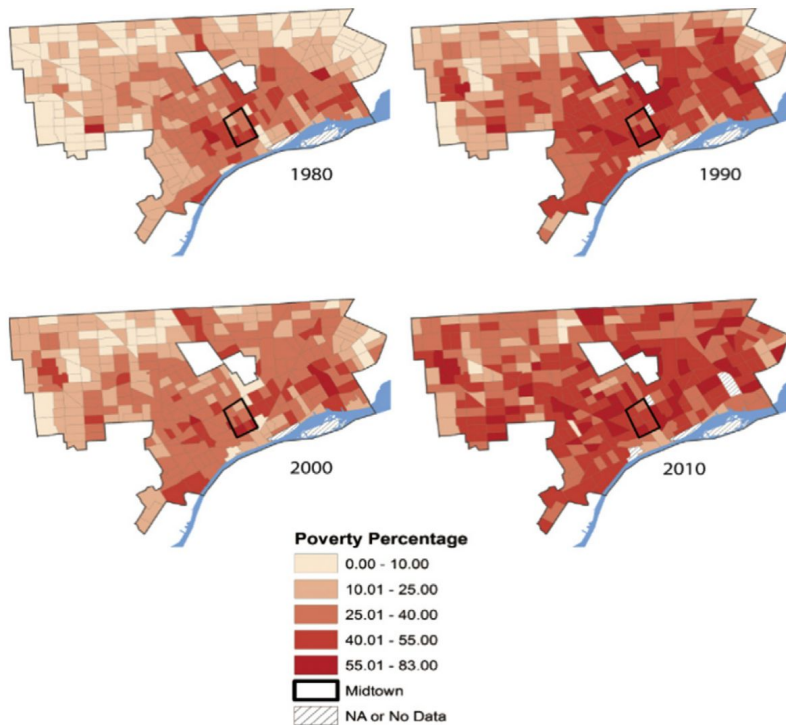 1980
1990
2000
2010
Poverty Percentage
0.00 - 10.00
10.01 - 25.00
25.01 - 40.00
40.01 - 55.00
55.01 - 83.00
Midtown
NA or No Data